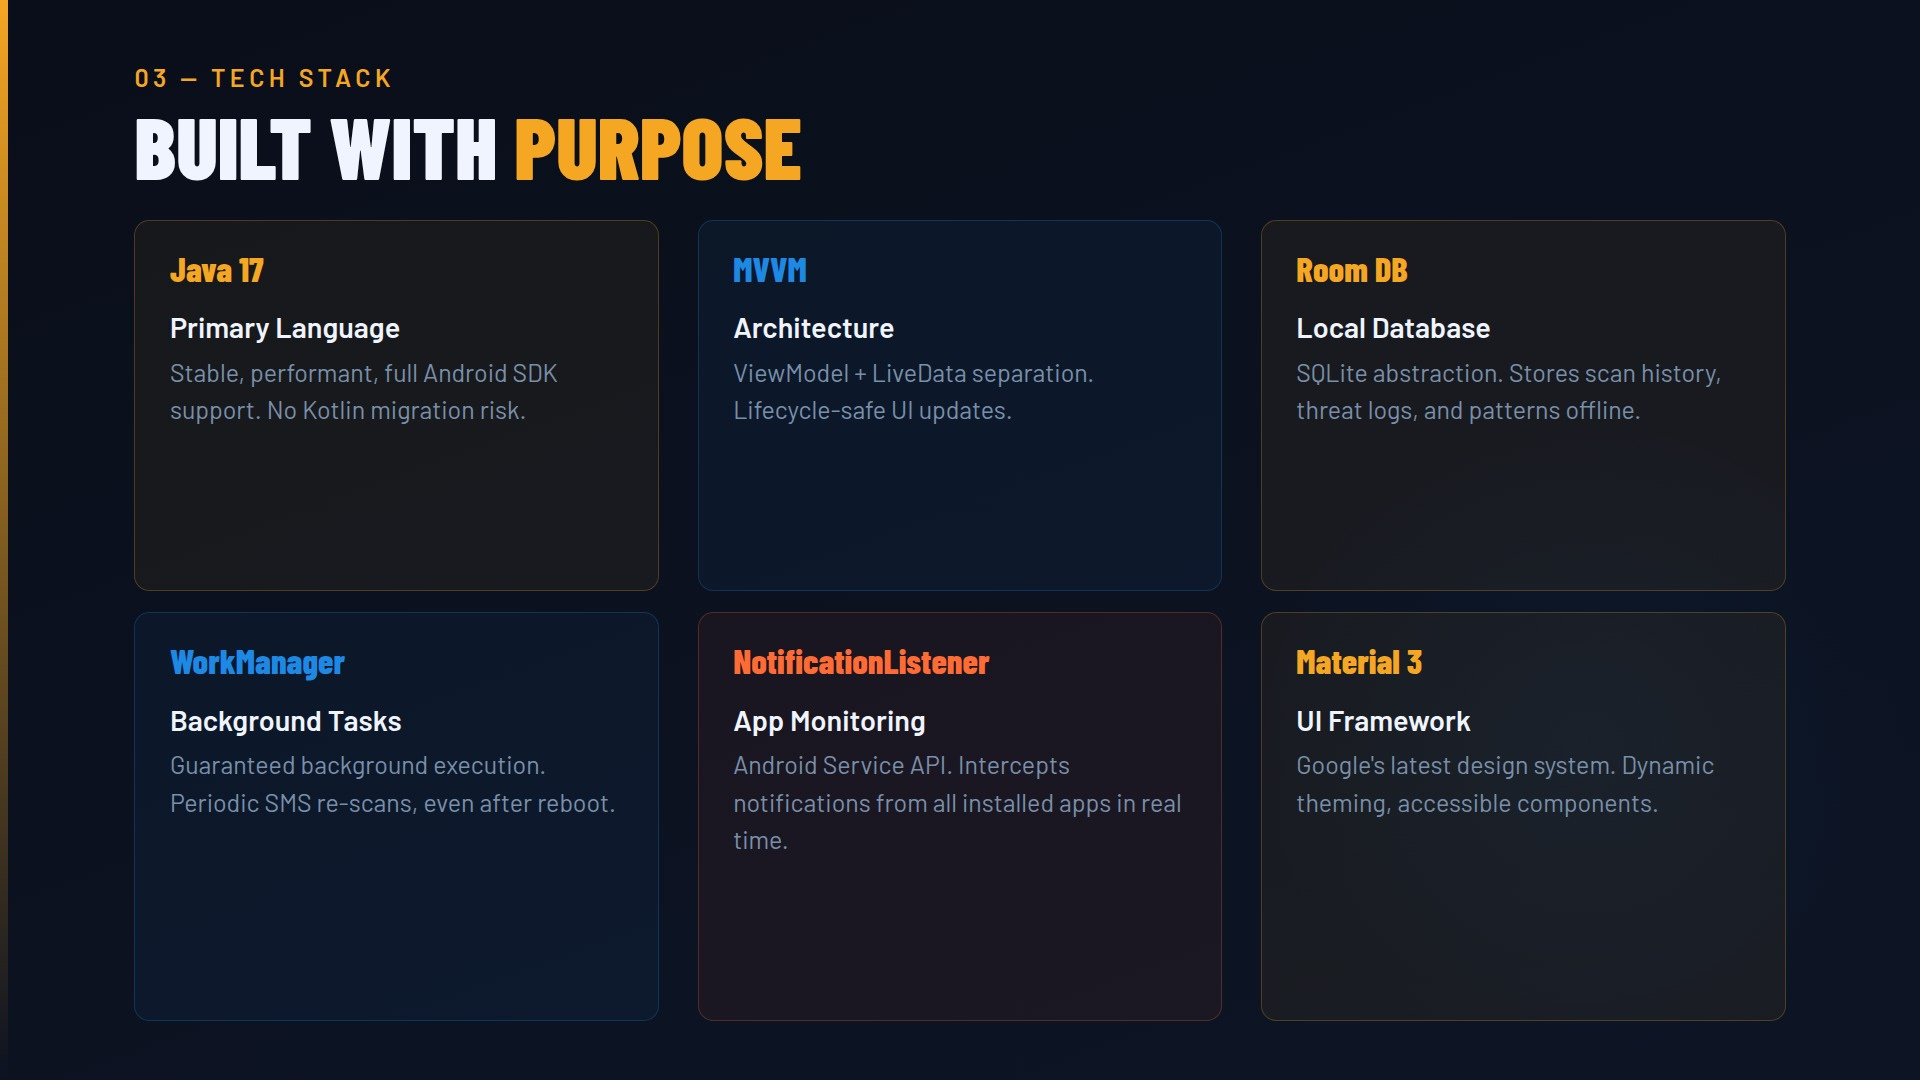 03 — TECH STACK
BUILT WITH PURPOSE
Java 17
Primary Language
Stable, performant, full Android SDK
support. No Kotlin migration risk.
MVVM
Architecture
ViewModel + LiveData separation.
Lifecycle-safe UI updates.
Room DB
Local Database
SQLite abstraction. Stores scan history,
threat logs, and patterns offline.
WorkManager
Background Tasks
Guaranteed background execution.
Periodic SMS re-scans, even after reboot.
NotificationListener
App Monitoring
Android Service API. Intercepts
notifications from all installed apps in real
time.
Material 3
UI Framework
Google's latest design system. Dynamic
theming, accessible components.